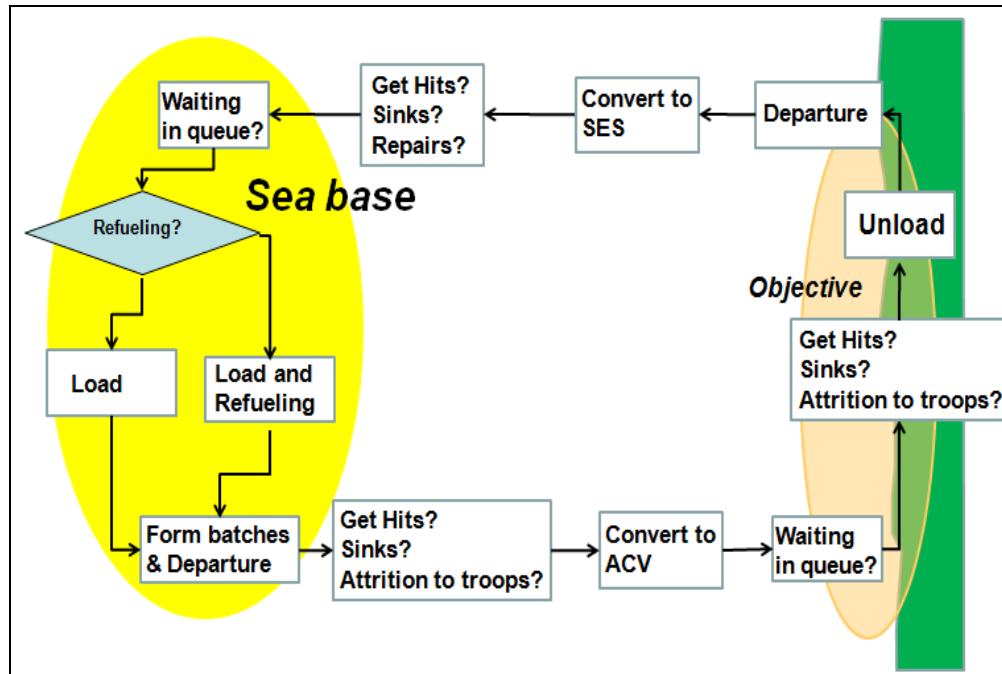 Waiting
in queue?
Get Hits?
Sinks?
Repairs?
Convert to
SES
Departure
Sea base
Refueling?
Unload
Objective
Load
Load and
Refueling
Get Hits?
Sinks?
Attrition to troops?
Form batches
& Departure
Get Hits?
Sinks?
Attrition to troops?
Convert to
ACV
Waiting
in queue?